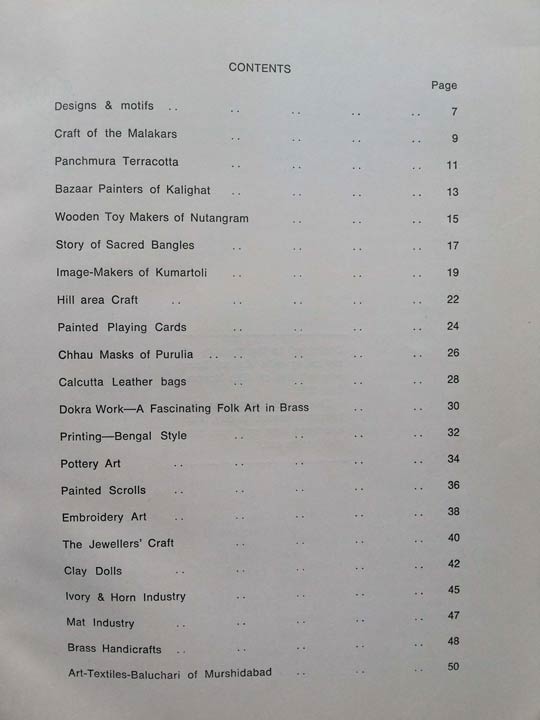 CONTENTS
Page
Designs & motifs .. .. .. .. .. 7
Craft of the Malakars .. .. .. .. 9
Panchmura Terracotta .. .. .. .. 11
Bazaar Painters of Kalighat .. .. .. .. 13
Wooden Toy Makers of Nutangram .. .. .. 15
Story of Sacred Bangles .. .. .. .. 17
Image-Makers of Kumartoli .. .. .. .. 19
Hill area Craft .. .. .. .. .. 22
Painted Playing Cards .. .. .. .. 24
Chhau Masks of Purulia .. .. .. .. .. 26
Calcutta Leather bags .. .. .. .. 28
Dokra Work—A Fascinating Folk Art in Brass .. .. 30
Printing—Bengal Style .. .. .. .. 32
Pottery Art .. .. .. .. .. 34
Painted Scrolls .. .. .. .. .. 36
Embroidery Art .. .. .. .. .. 38
The Jewellers' Craft .. .. .. .. 40
Clay Dolls .. .. .. .. .. 42
Ivory & Horn Industry .. .. .. .. 45
Mat Industry .. .. .. .. .. 47
Brass Handicrafts .. .. .. .. .. 48
Art-Textiles-Baluchari of Murshidabad .. .. .. 50